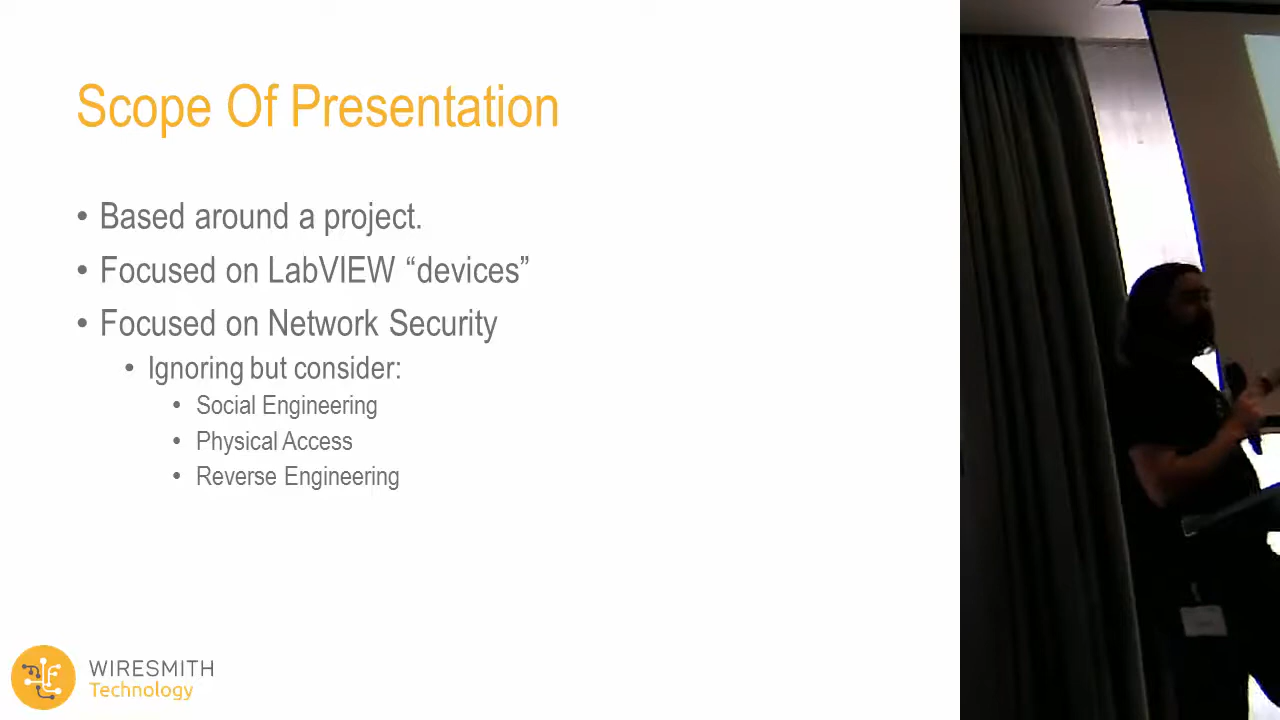 Scope Of Presentation
• Based around a project.
• Focused on LabVIEW “devices”
• Focused on Network Security
• Ignoring but consider:
• Social Engineering
• Physical Access
• Reverse Engineering
WIRESMITH
Technology